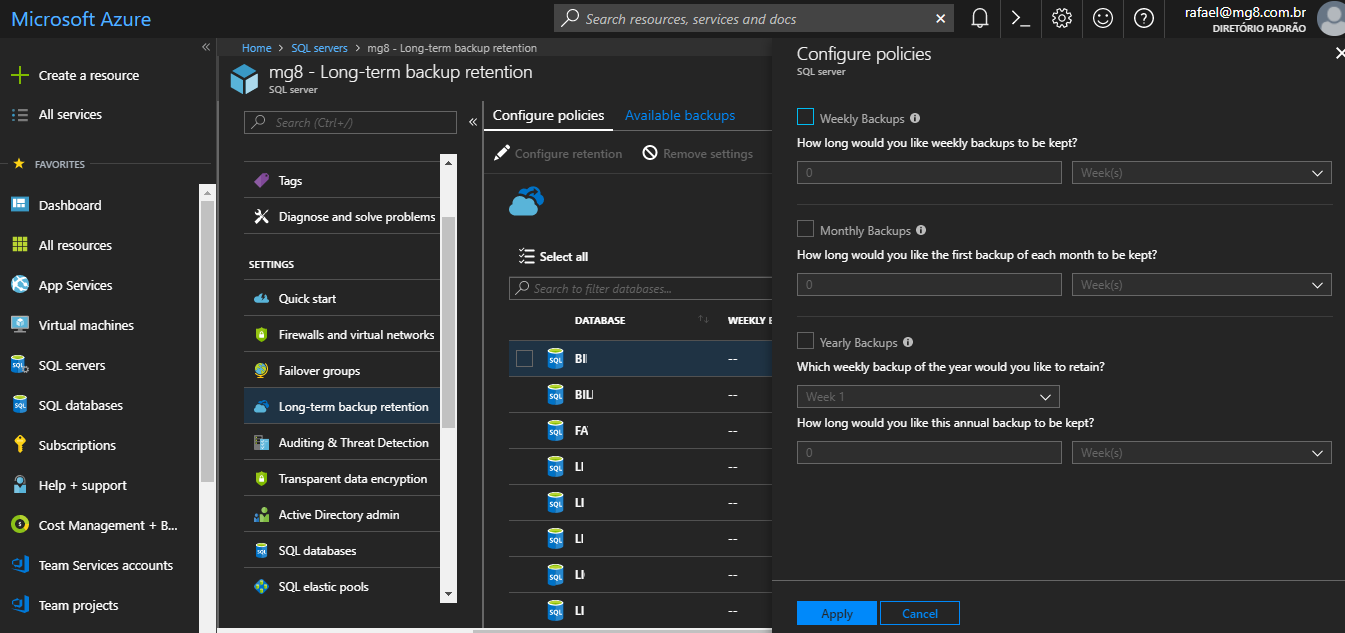 Microsoft Azure
Search resources, services and docs
rafael@mg8.com.br
DIRETÓRIO PADRÃO
Create a resource
All services
FAVORITES
Dashboard
All resources
App Services
Virtual machines
SQL servers
SQL databases
Subscriptions
Help + support
Cost Management + B...
Team Services accounts
Team projects
Home > SQL servers > mg8 - Long-term backup retention
mg8 - Long-term backup retention
SQL server
Search (Ctrl+/)
Tags
Diagnose and solve problems
SETTINGS
Quick start
Firewalls and virtual networks
Failover groups
Long-term backup retention
Auditing & Threat Detection
Transparent data encryption
Active Directory admin
SQL databases
SQL elastic pools
Configure policies Available backups
Configure retention Remove settings
Select all
Search to filter databases...
DATABASE WEEKLY
--
--
FA --
--
--
--
--
--
Configure policies
SQL server
Weekly Backups
How long would you like weekly backups to be kept?
0 Week(s)
Monthly Backups
How long would you like the first backup of each month to be kept?
0 Week(s)
Yearly Backups
Which weekly backup of the year would you like to retain?
Week 1
How long would you like this annual backup to be kept?
0 Week(s)
Apply Cancel